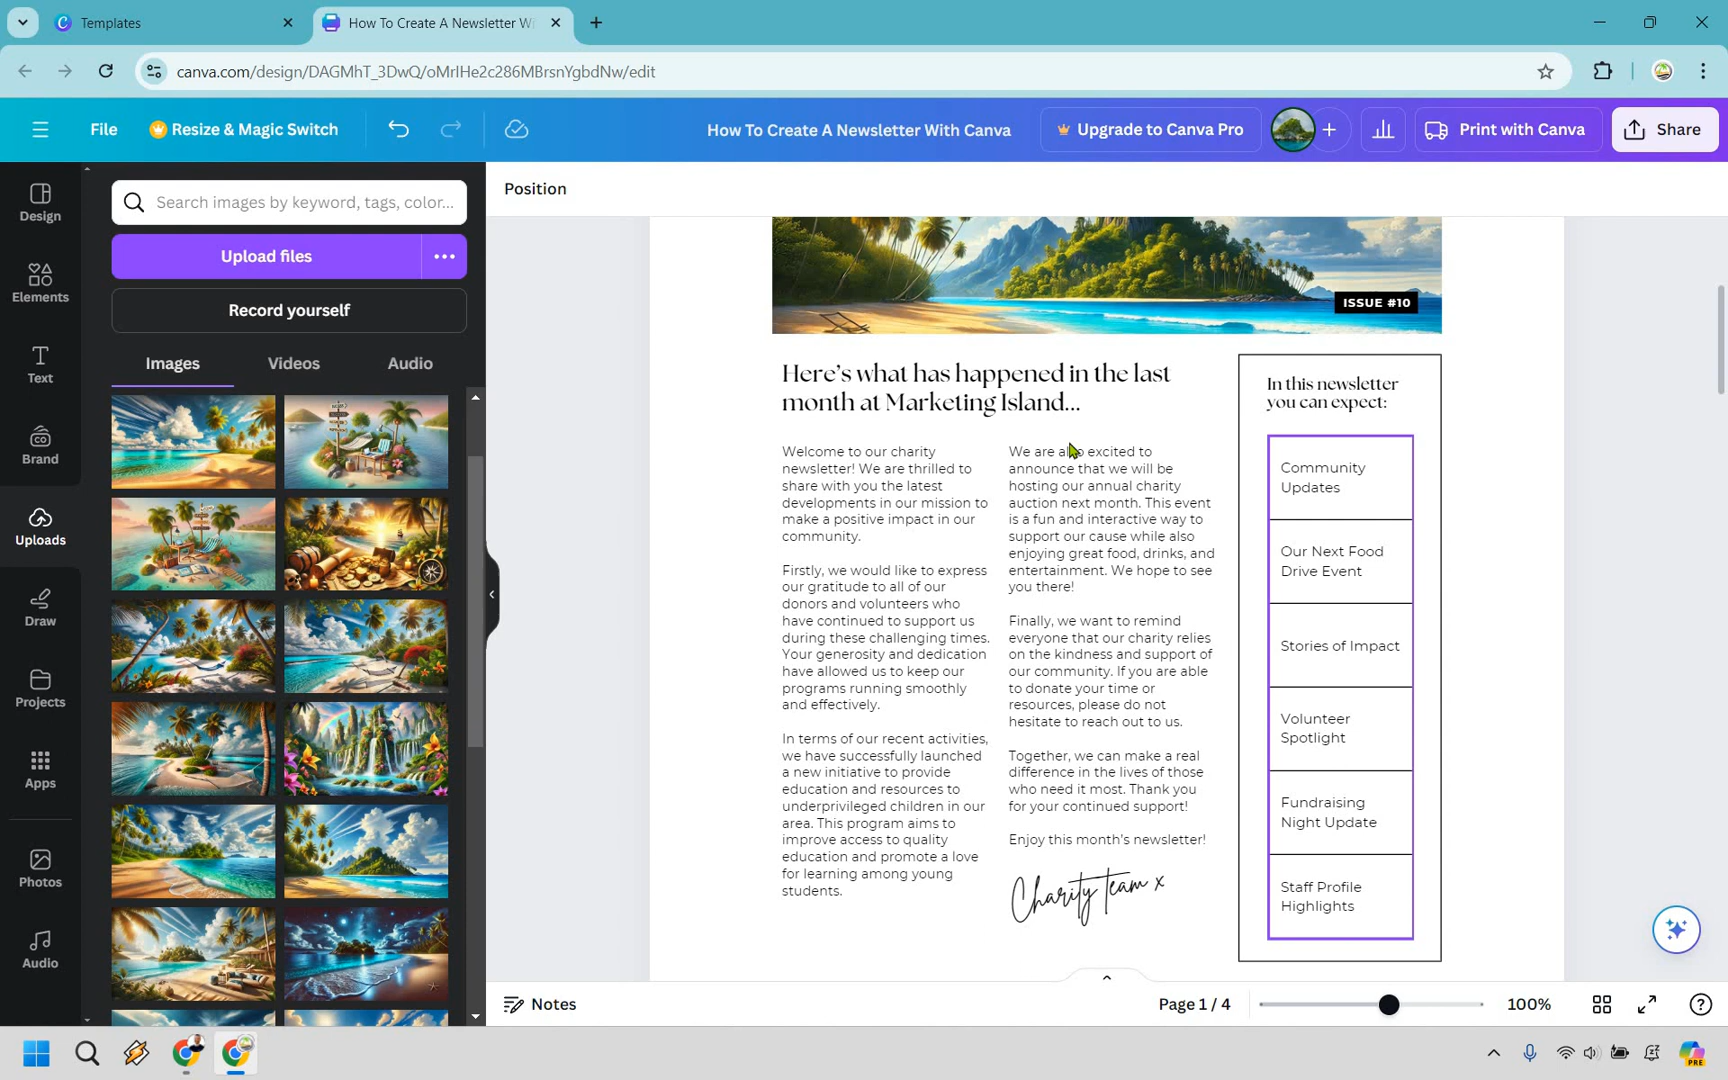 Templates
How To Create A Newsletter Wi
canva.com/design/DAGMhT_3DwQ/oMrIHe2c286MBrsnYgbdNw/edit
File
Resize & Magic Switch
How To Create A Newsletter With Canva
Upgrade to Canva Pro
Print with Canva
Share
Design
Elements
Text
Brand
Uploads
Draw
Projects
Apps
Photos
Audio
Search images by keyword, tags, color...
Upload files
Record yourself
Images
Videos
Audio
Position
ISSUE #10
Here's what has happened in the last
month at Marketing Island...
Welcome to our charity
newsletter! We are thrilled to
share with you the latest
developments in our mission to
make a positive impact in our
community.
Firstly, we would like to express
our gratitude to all of our
donors and volunteers who
have continued to support us
during these challenging times.
Your generosity and dedication
have allowed us to keep our
programs running smoothly
and effectively.
In terms of our recent activities,
we have successfully launched
a new initiative to provide
education and resources to
underprivileged children in our
area. This program aims to
improve access to quality
education and promote a love
for learning among young
students.
We are also excited to
announce that we will be
hosting our annual charity
auction next month. This event
is a fun and interactive way to
support our cause while also
enjoying great food, drinks, and
entertainment. We hope to see
you there!
Finally, we want to remind
everyone that our charity relies
on the kindness and support of
our community. If you are able
to donate your time or
resources, please do not
hesitate to reach out to us.
Together, we can make a real
difference in the lives of those
who need it most. Thank you
for your continued support!
Enjoy this month's newsletter!
Charity Team x
In this newsletter
you can expect:
Community
Updates
Our Next Food
Drive Event
Stories of Impact
Volunteer
Spotlight
Fundraising
Night Update
Staff Profile
Highlights
Notes
Page 1 / 4
100%
PRE